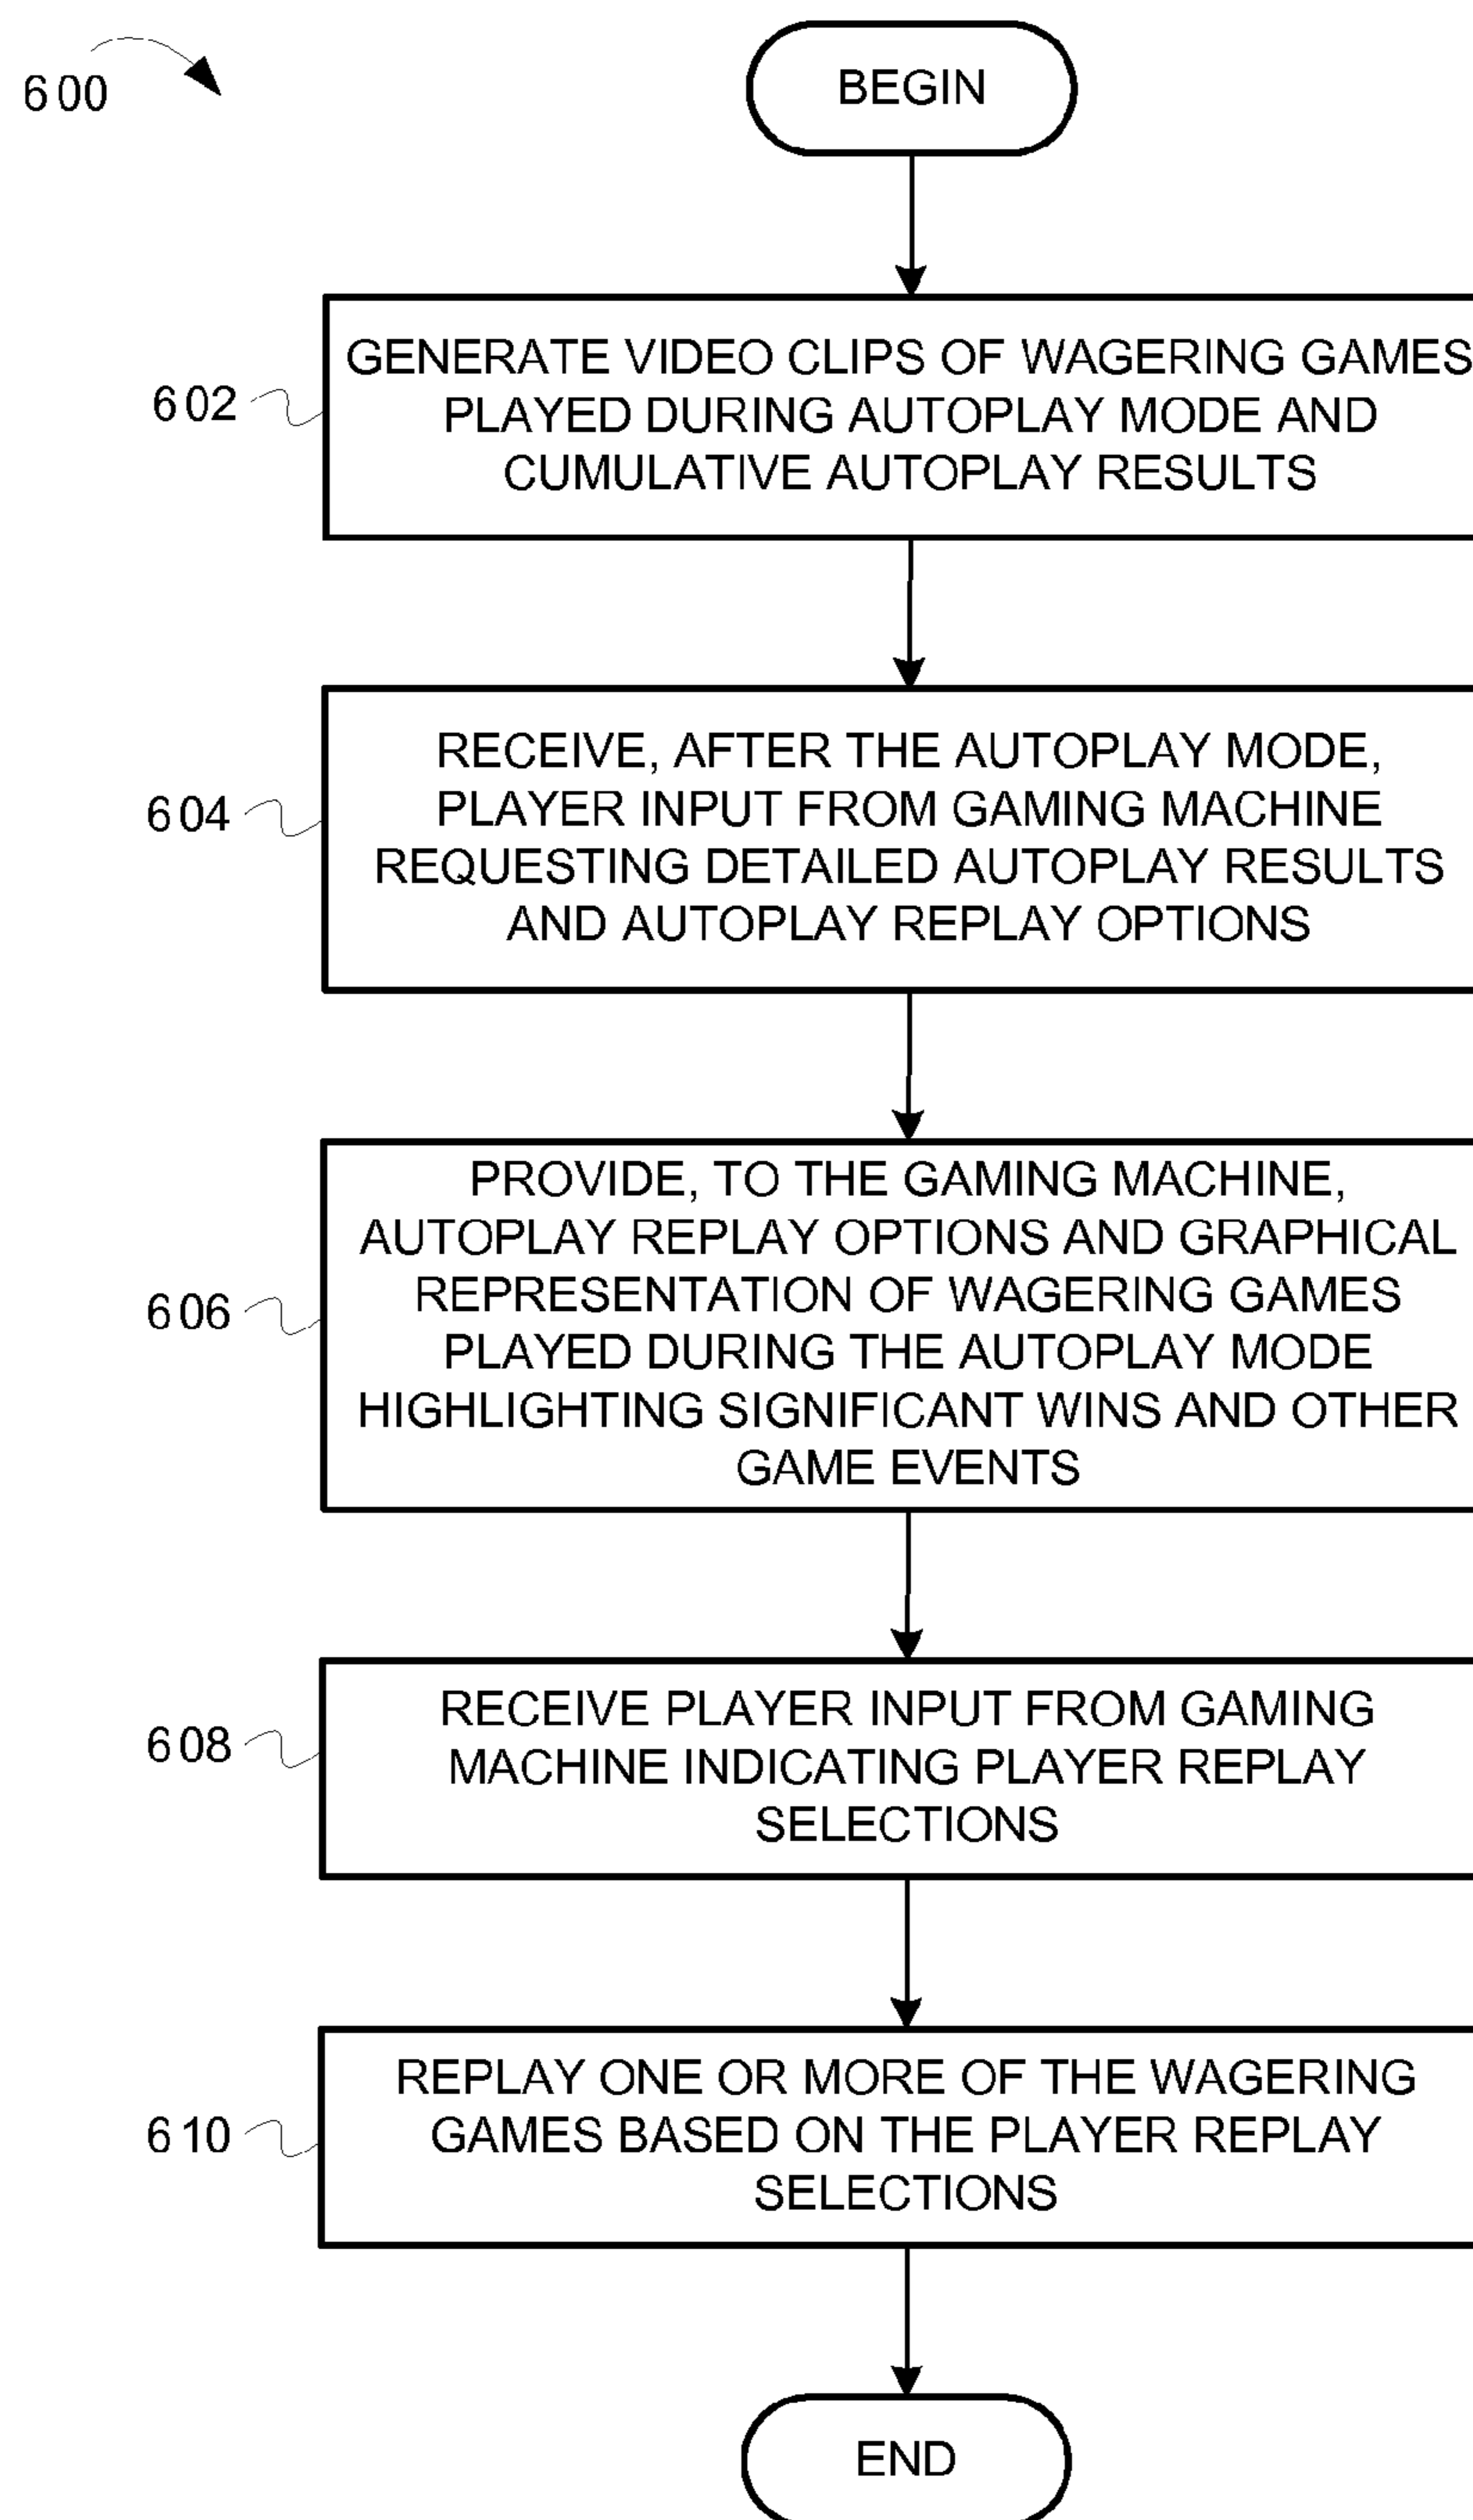 600
BEGIN
602
GENERATE VIDEO CLIPS OF WAGERING GAMES
PLAYED DURING AUTOPLAY MODE AND
CUMULATIVE AUTOPLAY RESULTS
604
RECEIVE, AFTER THE AUTOPLAY MODE,
PLAYER INPUT FROM GAMING MACHINE
REQUESTING DETAILED AUTOPLAY RESULTS
AND AUTOPLAY REPLAY OPTIONS
606
PROVIDE, TO THE GAMING MACHINE,
AUTOPLAY REPLAY OPTIONS AND GRAPHICAL
REPRESENTATION OF WAGERING GAMES
PLAYED DURING THE AUTOPLAY MODE
HIGHLIGHTING SIGNIFICANT WINS AND OTHER
GAME EVENTS
608
RECEIVE PLAYER INPUT FROM GAMING
MACHINE INDICATING PLAYER REPLAY
SELECTIONS
610
REPLAY ONE OR MORE OF THE WAGERING
GAMES BASED ON THE PLAYER REPLAY
SELECTIONS
END